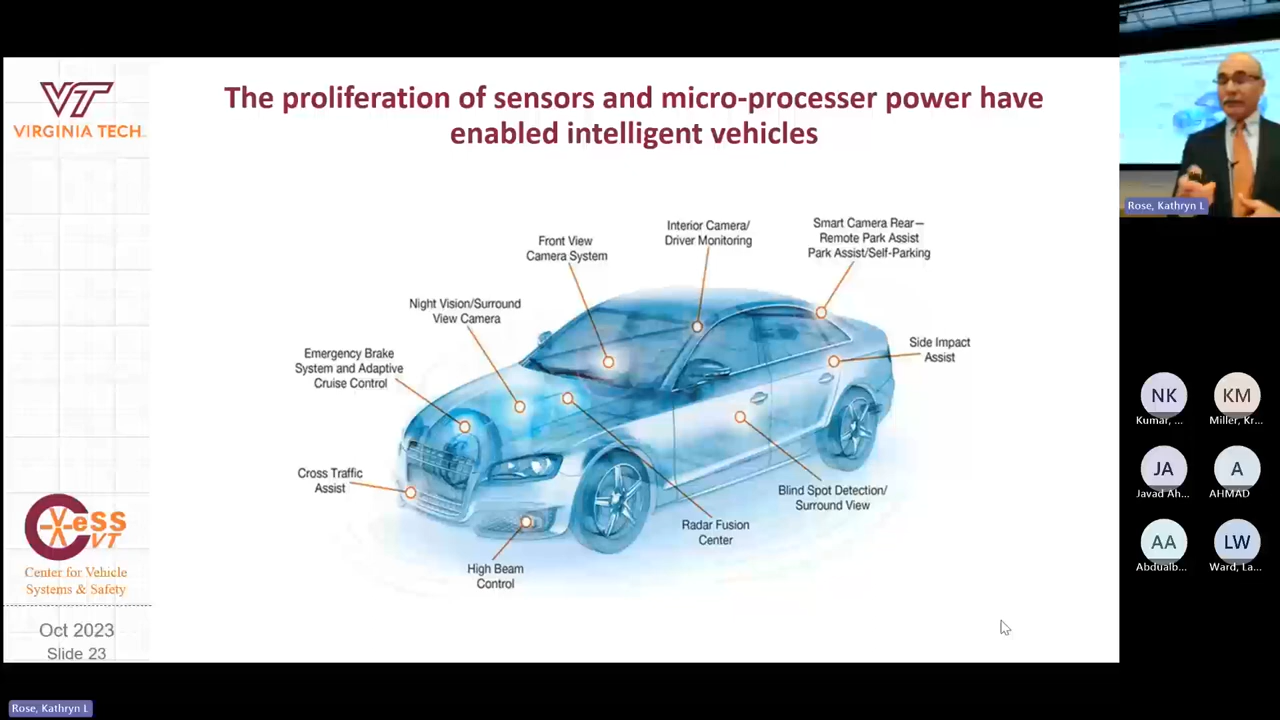 VT
VIRGINIA TECH
The proliferation of sensors and micro-processer power have
enabled intelligent vehicles
Interior Camera/
Driver Monitoring
Smart Camera Rear—
Remote Park Assist
Park Assist/Self-Parking
Front View
Camera System
Night Vision/Surround
View Camera
Side Impact
Assist
Emergency Brake
System and Adaptive
Cruise Control
Cross Traffic
Assist
Blind Spot Detection/
Surround View
Radar Fusion
Center
High Beam
Control
CVeSS
VT
Center for Vehicle
Systems & Safety
Oct 2023
Slide 23
Rose, Kathryn L
Rose, Kathryn L
NK
Kumar, ...
KM
Miller, Kr...
JA
Javad Ah...
A
AHMAD
AA
Abdualb...
LW
Ward, La...